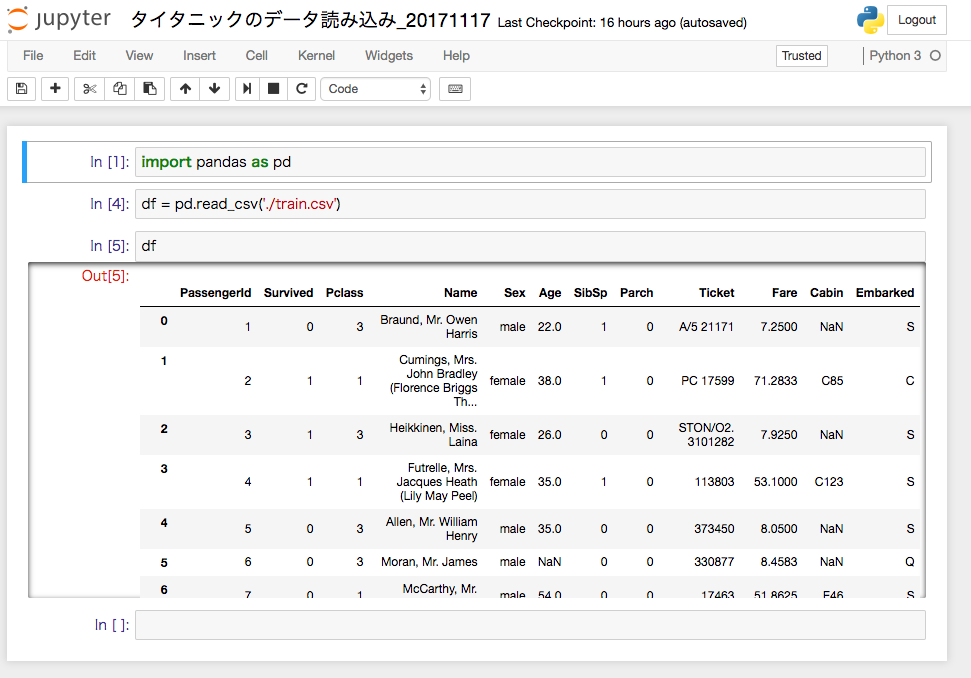 jupyter タイタニックのデータ読み込み_20171117 Last Checkpoint: 16 hours ago (autosaved) Logout
File Edit View Insert Cell Kernel Widgets Help Trusted Python 3
Code
In [1]: import pandas as pd
In [4]: df = pd.read_csv('./train.csv')
In [5]: df
Out[5]:
PassengerId Survived Pclass Name Sex Age SibSp Parch Ticket Fare Cabin Embarked
0 1 0 3 Braund, Mr. Owen Harris male 22.0 1 0 A/5 21171 7.2500 NaN S
1 2 1 1 Cumings, Mrs. John Bradley (Florence Briggs Th... female 38.0 1 0 PC 17599 71.2833 C85 C
2 3 1 3 Heikkinen, Miss. Laina female 26.0 0 0 STON/O2. 3101282 7.9250 NaN S
3 4 1 1 Futrelle, Mrs. Jacques Heath (Lily May Peel) female 35.0 1 0 113803 53.1000 C123 S
4 5 0 3 Allen, Mr. William Henry male 35.0 0 0 373450 8.0500 NaN S
5 6 0 3 Moran, Mr. James male NaN 0 0 330877 8.4583 NaN Q
6 7 0 1 McCarthy, Mr. male 54.0 0 0 17463 51.8625 E46 S
In [ ]: